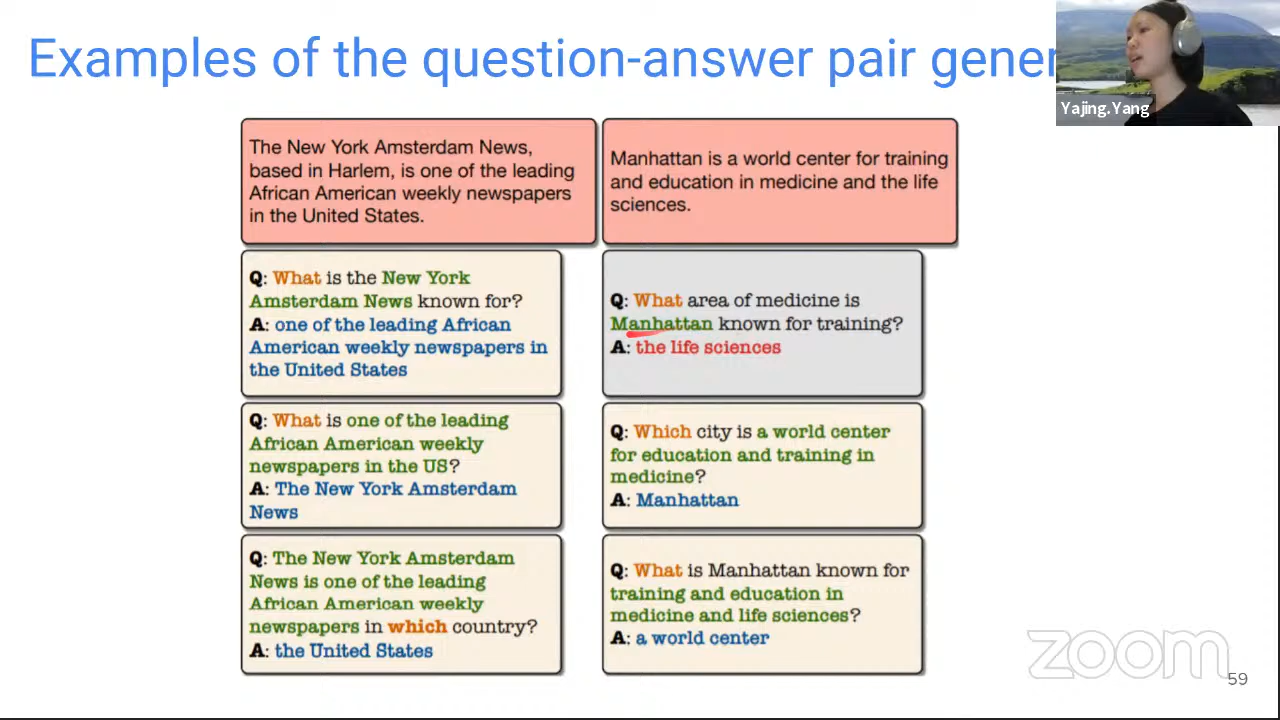 Examples of the question-answer pair gener
Yajing.Yang
The New York Amsterdam News,
based in Harlem, is one of the leading
African American weekly newspapers
in the United States.
Manhattan is a world center for training
and education in medicine and the life
sciences.
Q: What is the New York
Amsterdam News known for?
A: one of the leading African
American weekly newspapers in
the United States
Q: What area of medicine is
Manhattan known for training?
A: the life sciences
Q: What is one of the leading
African American weekly
newspapers in the US?
A: The New York Amsterdam
News
Q: Which city is a world center
for education and training in
medicine?
A: Manhattan
Q: The New York Amsterdam
News is one of the leading
African American weekly
newspapers in which country?
A: the United States
Q: What is Manhattan known for
training and education in
medicine and life sciences?
A: a world center
zoom
59